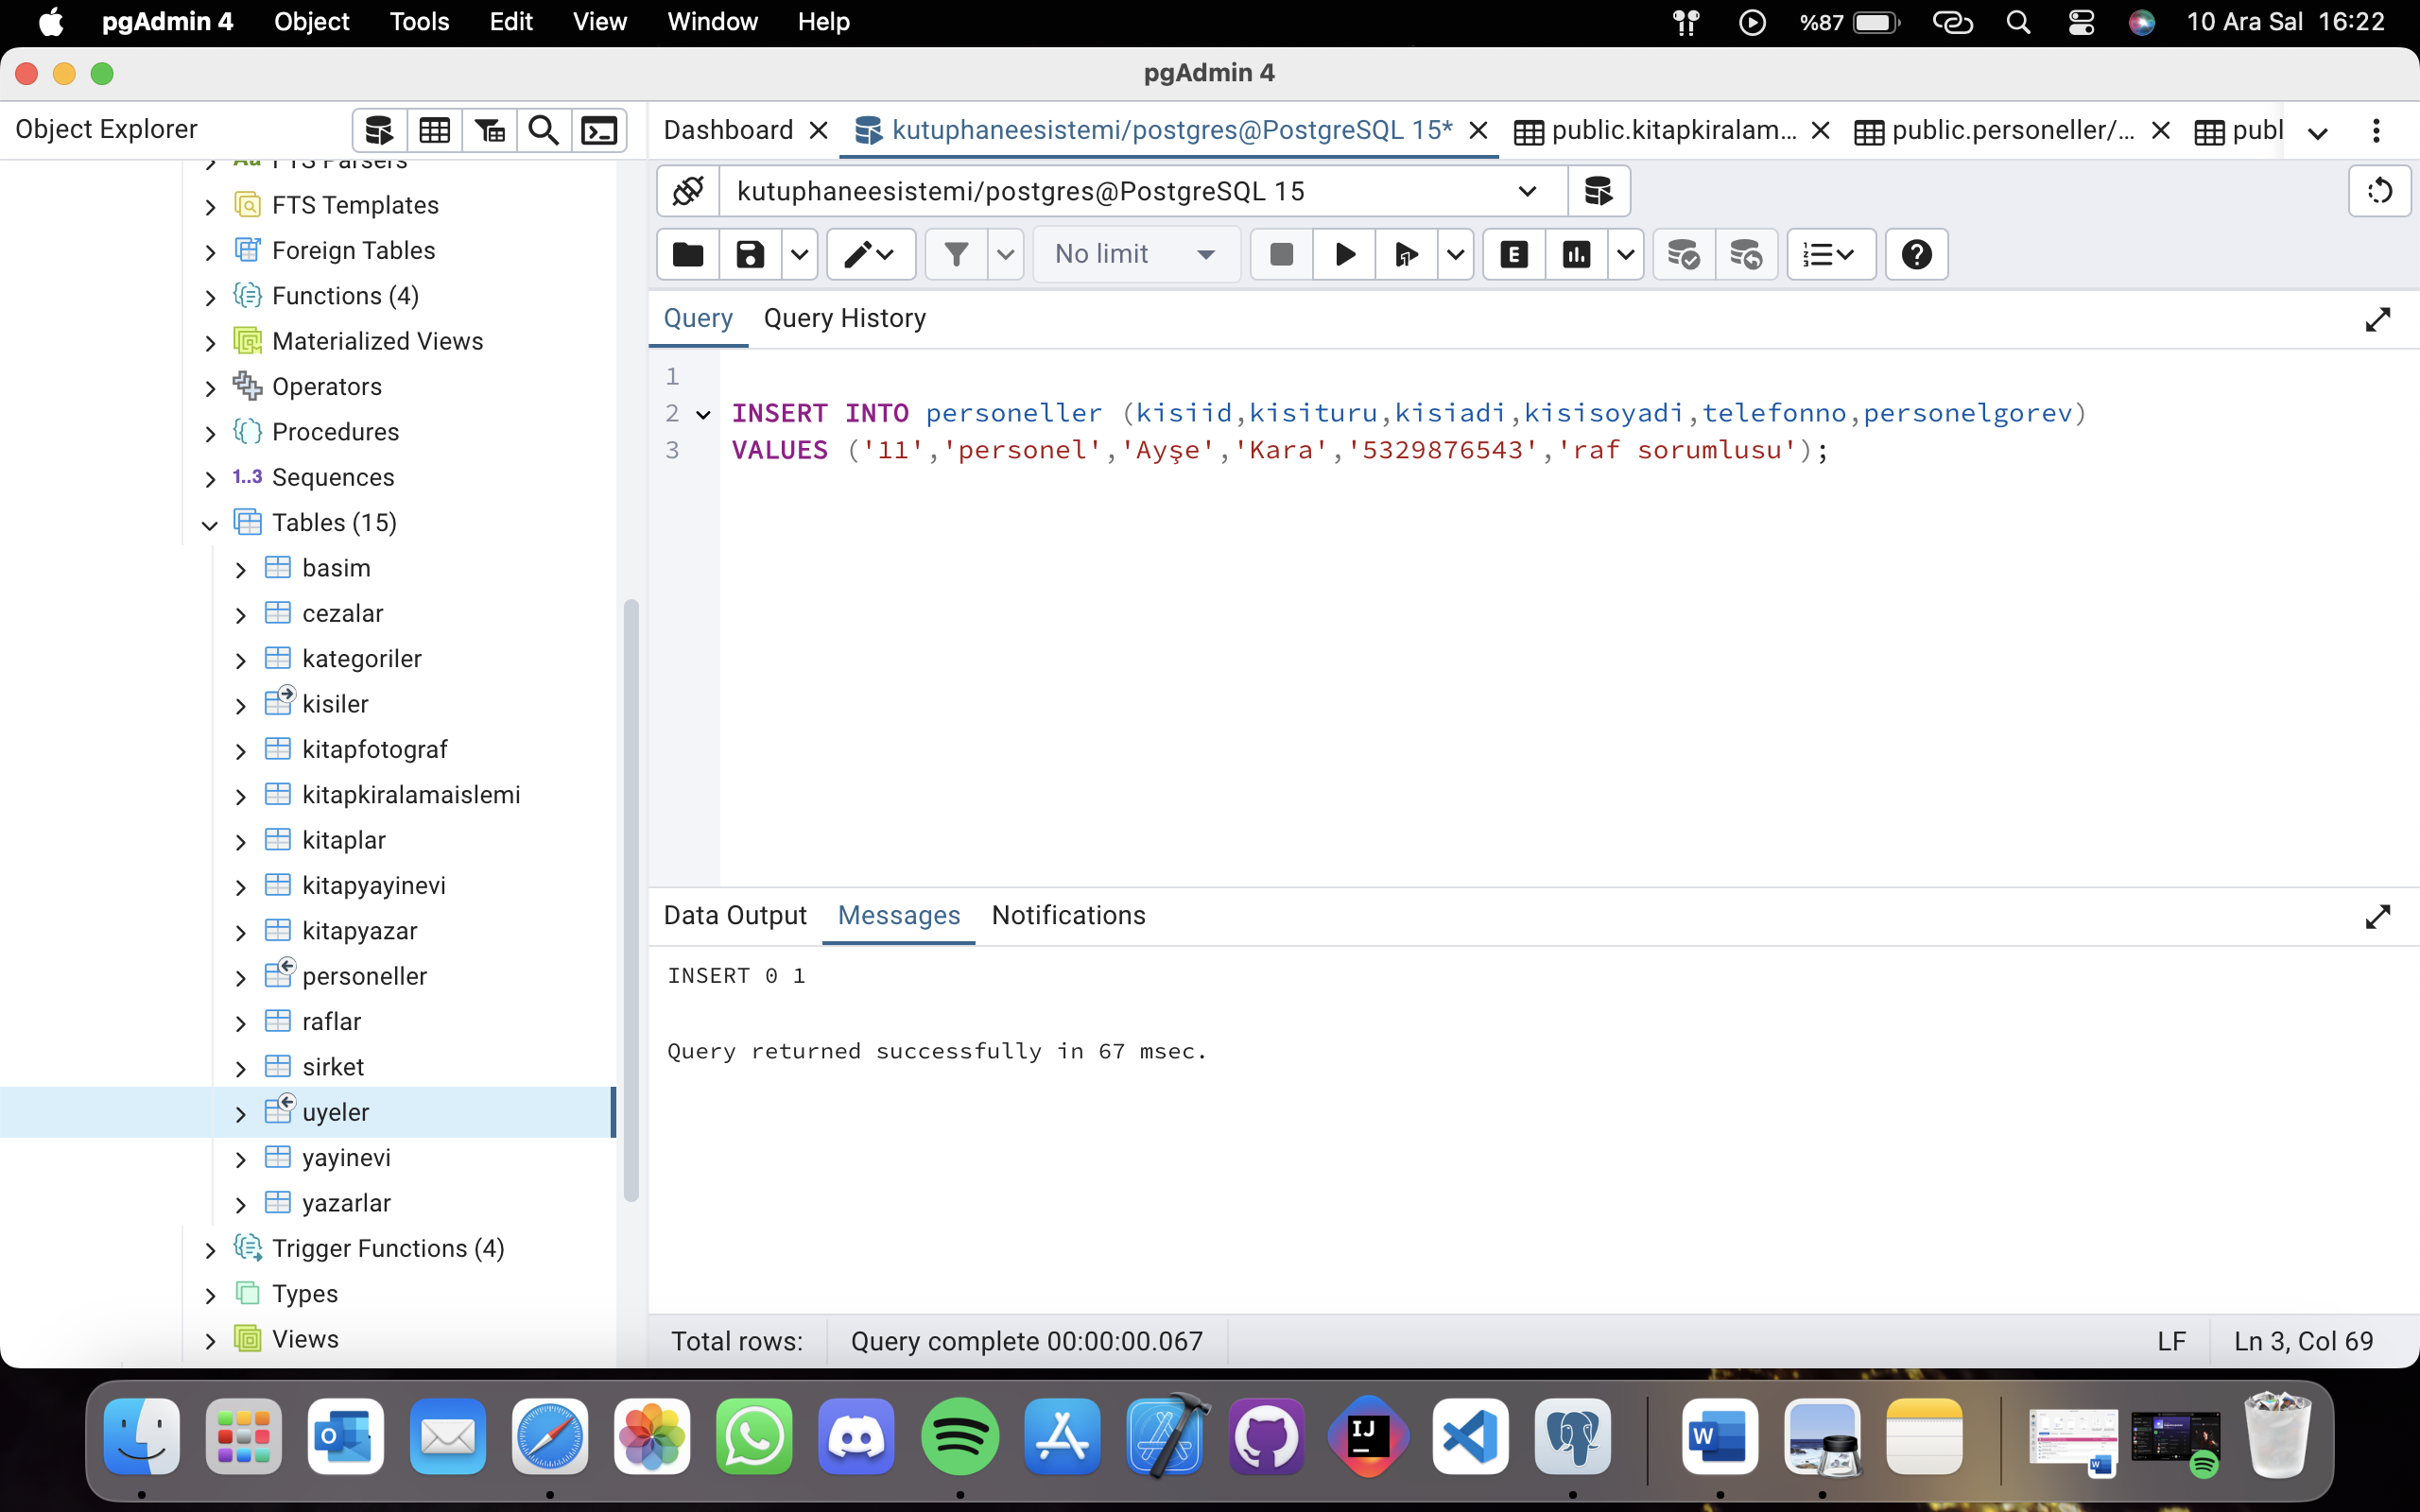 pgAdmin 4 Object Tools Edit View Window Help %87 10 Ara Sal 16:22
pgAdmin 4
Object Explorer
Dashboard kutuphaneesistemi/postgres@PostgreSQL 15* public.kitapkiralam... public.personeller/... publ
Aa FTS Parsers
FTS Templates
Foreign Tables
Functions (4)
Materialized Views
Operators
Procedures
1..3 Sequences
Tables (15)
basim
cezalar
kategoriler
kisiler
kitapfotograf
kitapkiralamaislemi
kitaplar
kitapyayinevi
kitapyazar
personeller
raflar
sirket
uyeler
yayinevi
yazarlar
Trigger Functions (4)
Types
Views
kutuphaneesistemi/postgres@PostgreSQL 15
No limit
E
Query Query History
1
2 INSERT INTO personeller (kisiid,kisituru,kisiadi,kisisoyadi,telefonno,personelgorev)
3 VALUES ('11','personel','Ayşe','Kara','5329876543','raf sorumlusu');
Data Output Messages Notifications
INSERT 0 1
Query returned successfully in 67 msec.
Total rows: Query complete 00:00:00.067 LF Ln 3, Col 69